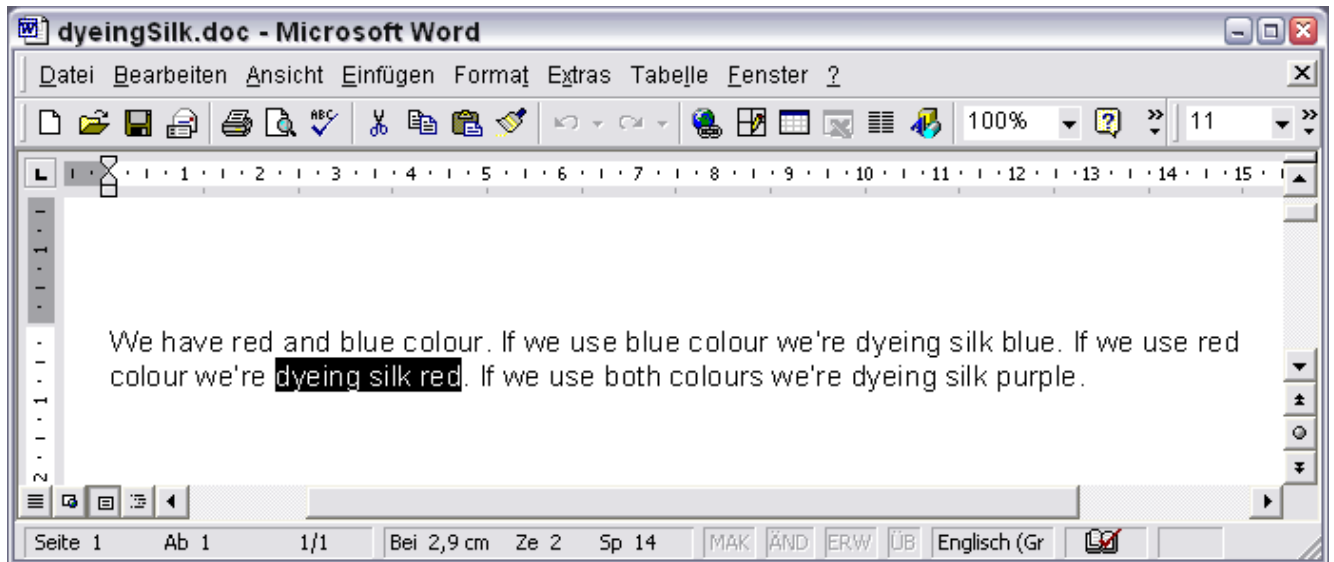 dyeingSilk.doc - Microsoft Word
Datei Bearbeiten Ansicht Einfügen Format Extras Tabelle Fenster ?
ABC 100% 11
L 1 2 3 4 5 6 7 8 9 10 11 12 13 14 15
1
We have red and blue colour. If we use blue colour we're dyeing silk blue. If we use red
colour we're dyeing silk red. If we use both colours we're dyeing silk purple.
1
2
Seite 1 Ab 1 1/1 Bei 2,9 cm Ze 2 Sp 14 MAK ÄND ERW ÜB Englisch (Gr